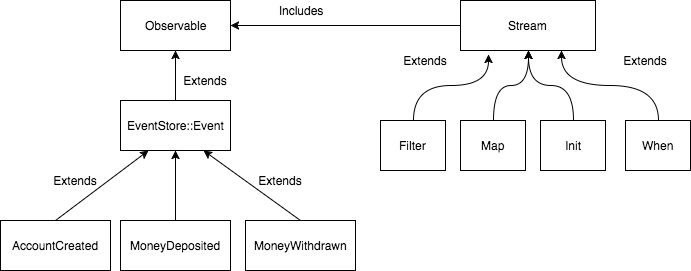 Observable
Includes
Stream
Extends
Extends
Extends
EventStore::Event
Filter
Map
Init
When
Extends
Extends
AccountCreated
MoneyDeposited
MoneyWithdrawn